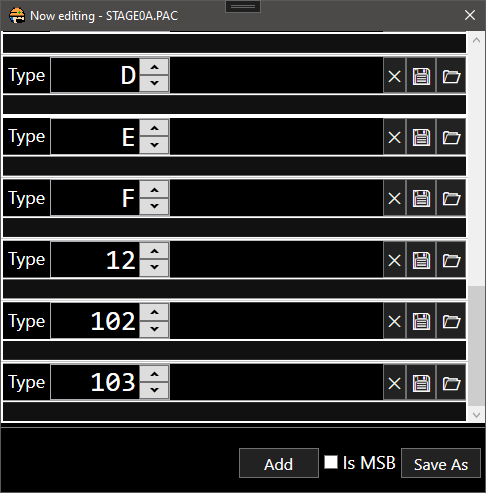 Now editing - STAGE0A.PAC
Type D
Type E
Type F
Type 12
Type 102
Type 103
Add Is MSB Save As